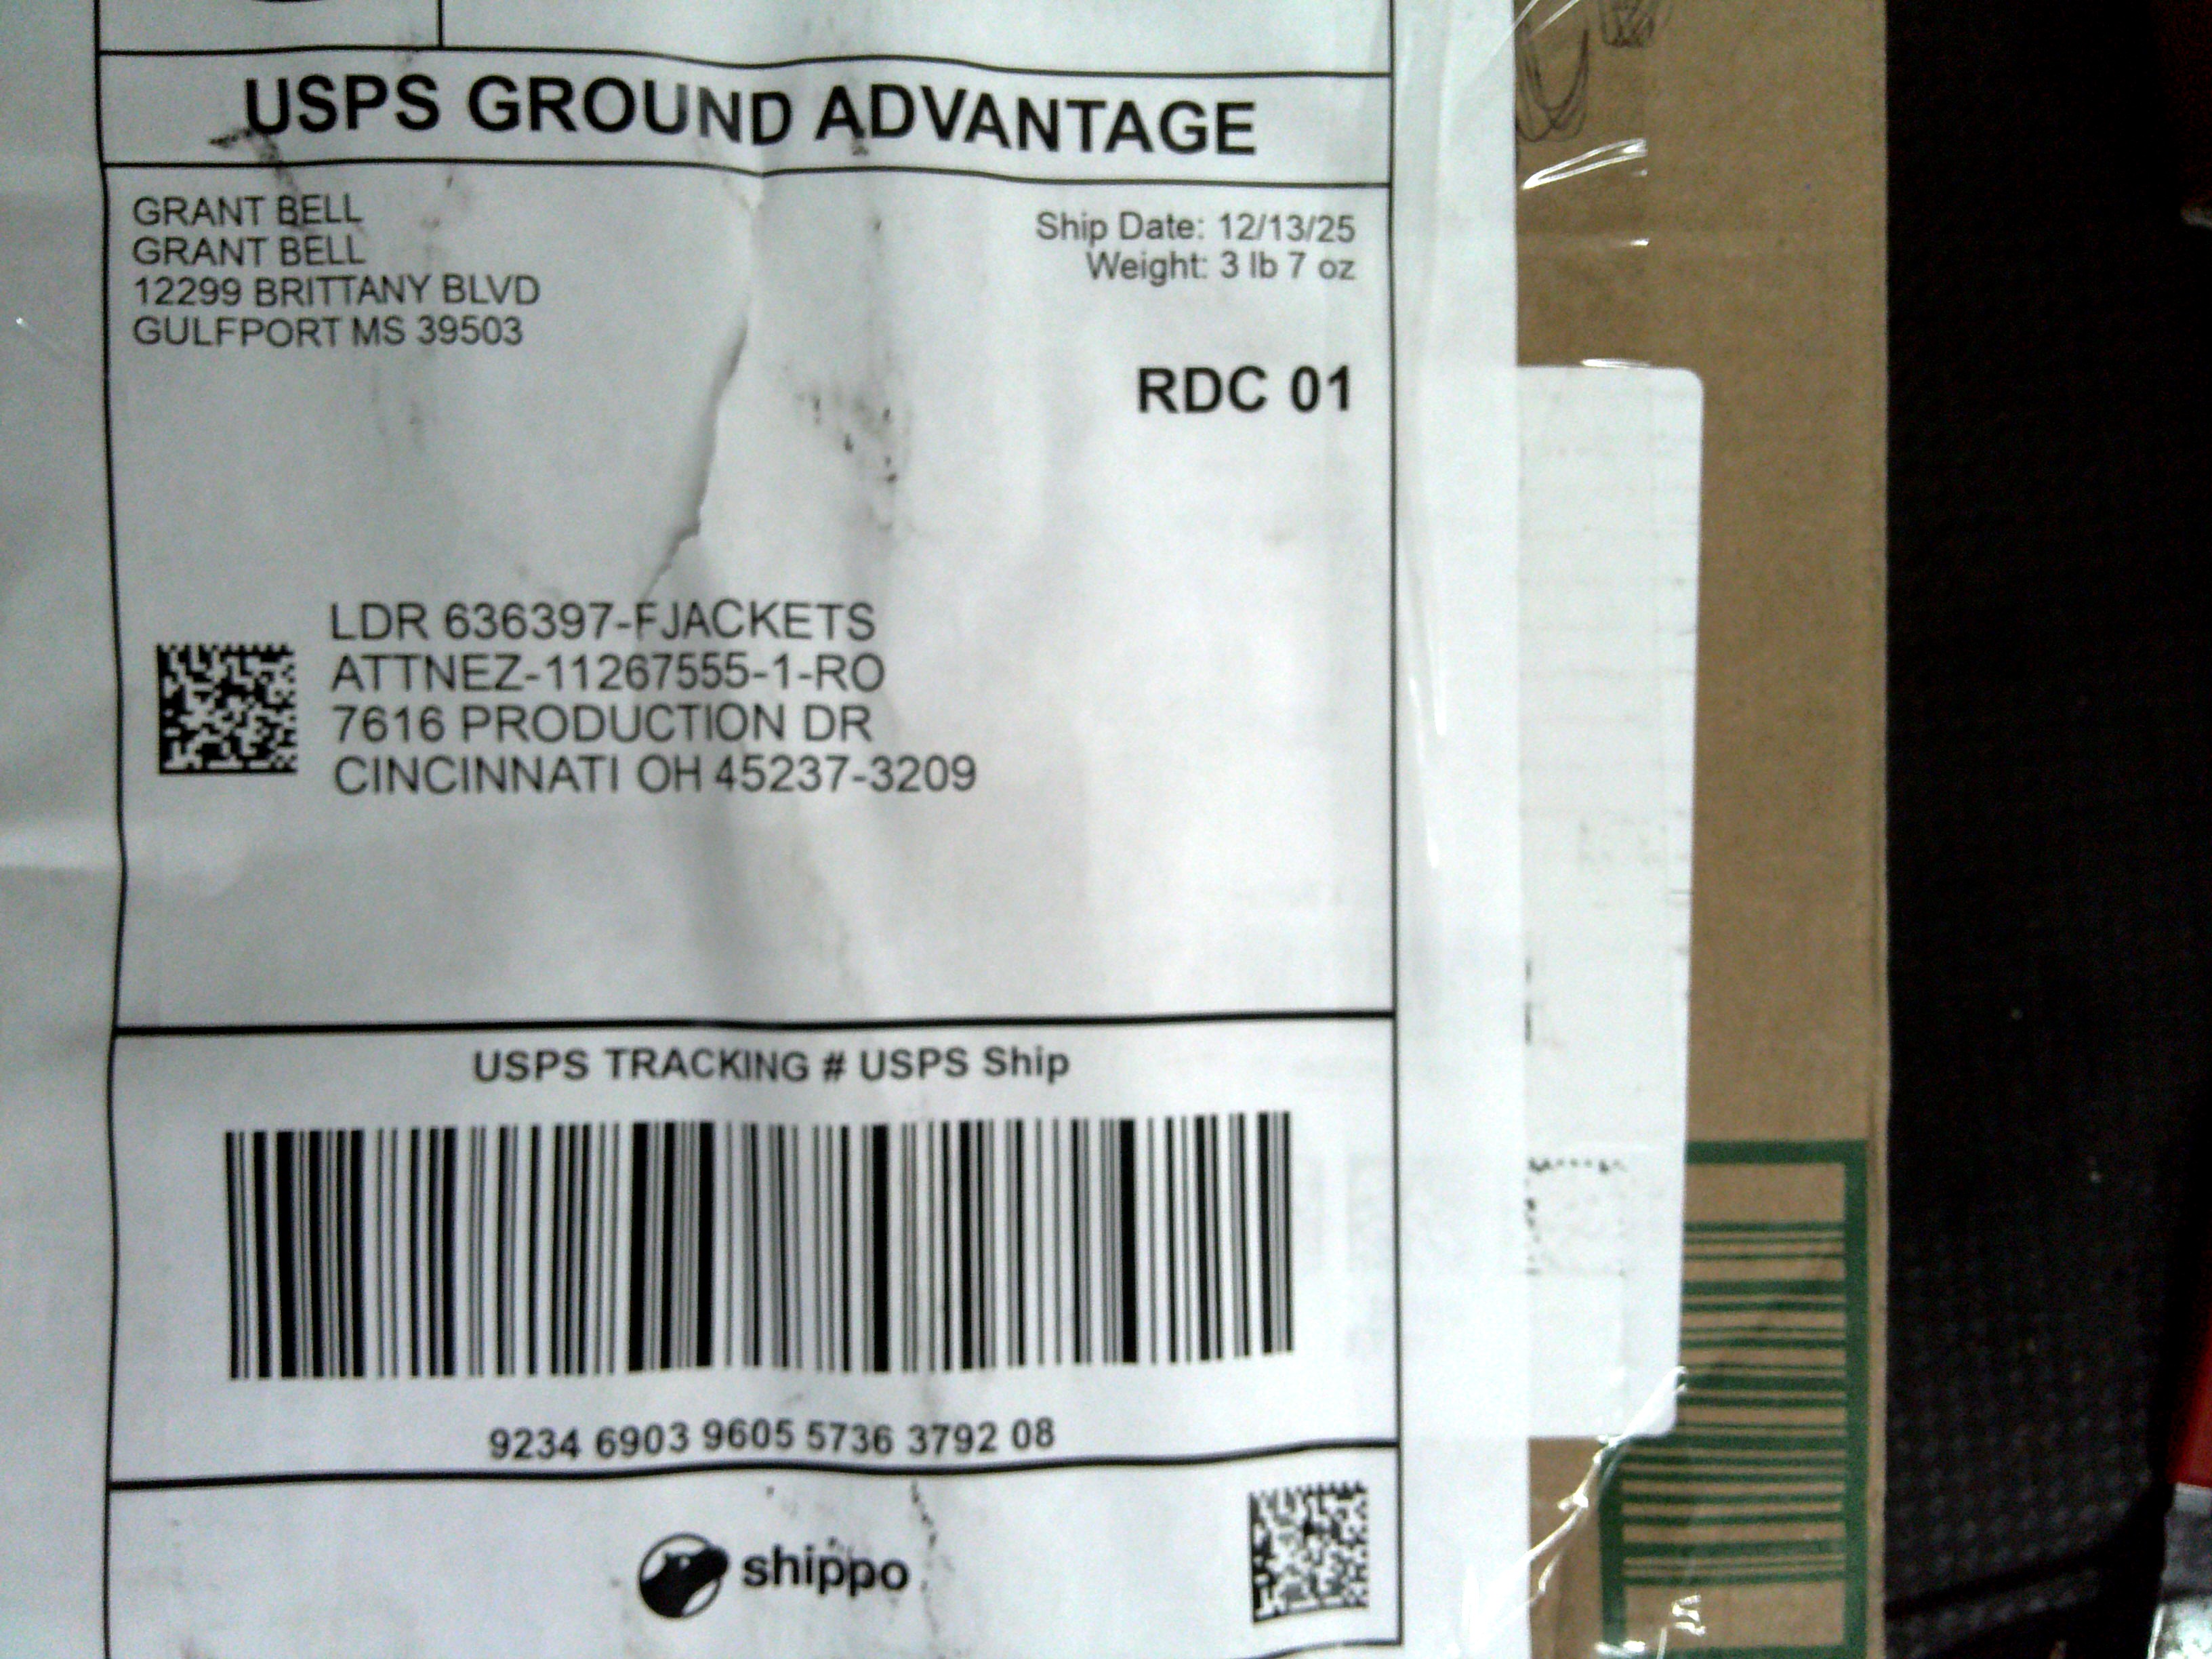 USPS GROUND ADVANTAGE
GRANT BELL
GRANT BELL
12299 BRITTANY BLVD
GULFPORT MS 39503
Ship Date: 12/13/25
Weight: 3 lb 7 oz
RDC 01
LDR 636397-FJACKETS
ATTNEZ-11267555-1-RO
7616 PRODUCTION DR
CINCINNATI OH 45237-3209
USPS TRACKING # USPS Ship
9234 6903 9605 5736 3792 08
shippo